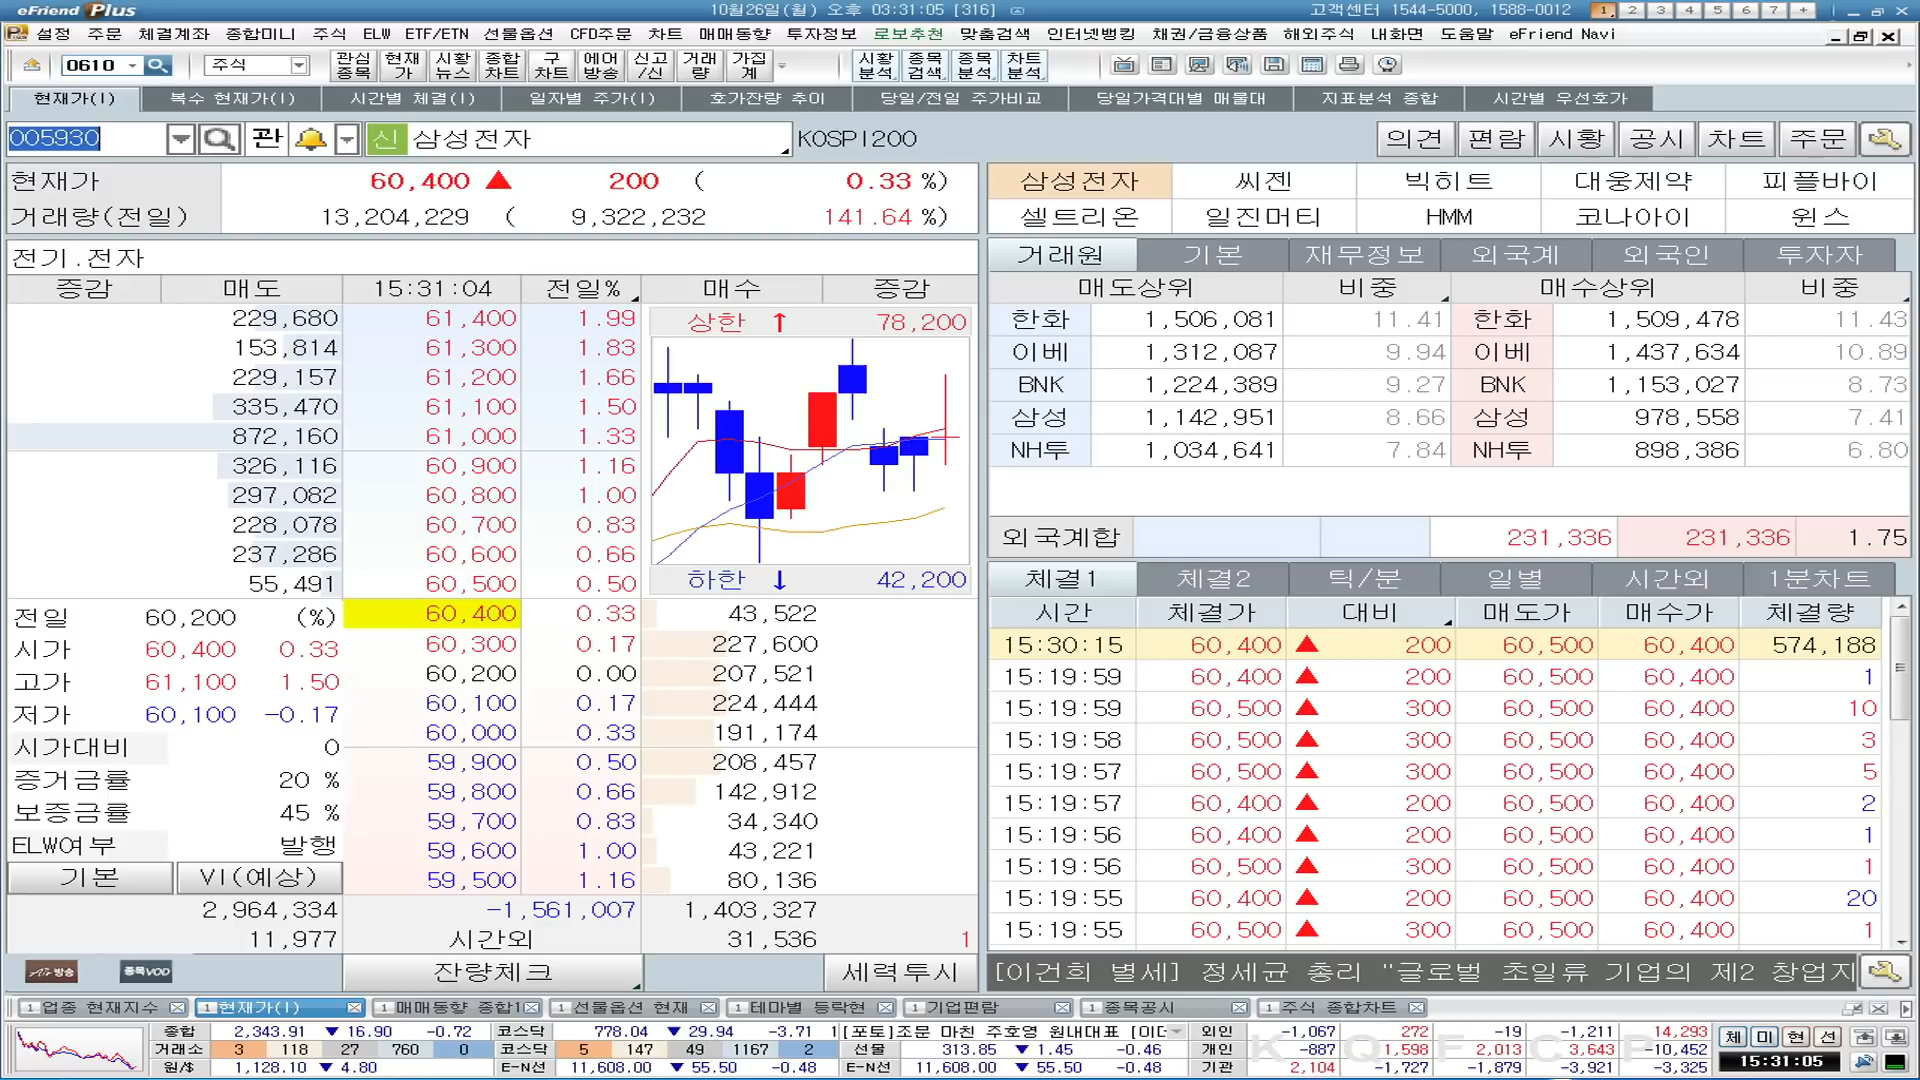 eFriend Plus 10월26일(월) 오후 03:31:05 [316] 고객센터 1544-5000, 1588-0012 1 2 3 4 5 6 7 +
설정 주문 체결계좌 종합미니 주식 ELW ETF/ETN 선물옵션 CFD주문 차트 매매동향 투자정보 로보추천 맞춤검색 인터넷뱅킹 채권/금융상품 해외주식 내화면 도움말 eFriend Navi
0610 주식 관심종목 현재가 시황뉴스 종합차트 구차트 에어방송 신고/신 거래량 가집계 시황분석 종목검색 종목분석 차트분석
현재가(1) 복수 현재가(1) 시간별 체결(1) 일자별 주가(1) 호가잔량 추이 당일/전일 주가비교 당일가격대별 매물대 지표분석 종합 시간별 우선호가
005930 관 신 삼성전자 KOSPI200 의견 편람 시황 공시 차트 주문
현재가 60,400 ▲ 200 ( 0.33 %)
거래량(전일) 13,204,229 ( 9,322,232 141.64 %)
삼성전자 씨젠 빅히트 대웅제약 피플바이
셀트리온 일진머티 HMM 코나아이 윈스
전기.전자
증감 매도 15:31:04 전일% 매수 증감
229,680 61,400 1.99 상한 ↑ 78,200
153,814 61,300 1.83
229,157 61,200 1.66
335,470 61,100 1.50
872,160 61,000 1.33
326,116 60,900 1.16
297,082 60,800 1.00
228,078 60,700 0.83
237,286 60,600 0.66
55,491 60,500 0.50 하한 ↓ 42,200
60,400 0.33 43,522
60,300 0.17 227,600
60,200 0.00 207,521
60,100 0.17 224,444
60,000 0.33 191,174
59,900 0.50 208,457
59,800 0.66 142,912
59,700 0.83 34,340
59,600 1.00 43,221
59,500 1.16 80,136
전일 60,200 (%)
시가 60,400 0.33
고가 61,100 1.50
저가 60,100 -0.17
시가대비 0
증거금률 20 %
보증금률 45 %
ELW여부 발행
기본 VI(예상)
2,964,334 -1,561,007 1,403,327
11,977 시간외 31,536 1
잔량체크 세력투시
방송 종목VOD
거래원 기본 재무정보 외국계 외국인 투자자
매도상위 비중 매수상위 비중
한화 1,506,081 11.41 한화 1,509,478 11.43
이베 1,312,087 9.94 이베 1,437,634 10.89
BNK 1,224,389 9.27 BNK 1,153,027 8.73
삼성 1,142,951 8.66 삼성 978,558 7.41
NH투 1,034,641 7.84 NH투 898,386 6.80
외국계합 231,336 231,336 1.75
체결1 체결2 틱/분 일별 시간외 1분차트
시간 체결가 대비 매도가 매수가 체결량
15:30:15 60,400 ▲ 200 60,500 60,400 574,188
15:19:59 60,400 ▲ 200 60,500 60,400 1
15:19:59 60,500 ▲ 300 60,500 60,400 10
15:19:58 60,500 ▲ 300 60,500 60,400 3
15:19:57 60,500 ▲ 300 60,500 60,400 5
15:19:57 60,400 ▲ 200 60,500 60,400 2
15:19:56 60,400 ▲ 200 60,500 60,400 1
15:19:56 60,500 ▲ 300 60,500 60,400 1
15:19:55 60,400 ▲ 200 60,500 60,400 20
15:19:55 60,500 ▲ 300 60,500 60,400 1
[이건희 별세] 정세균 총리 "글로벌 초일류 기업의 제2 창업지
1 업종 현재지수 1 현재가(1) 1 매매동향 종합1 1 선물옵션 현재 1 테마별 등락현 1 기업편람 1 종목공시 1 주식 종합차트
종합 2,343.91 ▼ 16.90 -0.72 코스닥 778.04 ▼ 29.94 -3.71 1 [포토]조문 마친 주호영 원내대표 [이 외인 -1,067 272 -19 -1,211 14,293 체 미 현 선
거래소 3 118 27 760 0 코스닥 5 147 49 1167 2 선물 313.85 ▼ 1.45 -0.46 개인 -887 1,598 2,013 3,643 -10,452
원/$ 1,128.10 ▼ 4.80 E-N선 11,608.00 ▼ 55.50 -0.48 E-N선 11,608.00 ▼ 55.50 -0.48 기관 2,104 -1,727 -1,879 -3,921 -3,325 15:31:05
K Q F C P